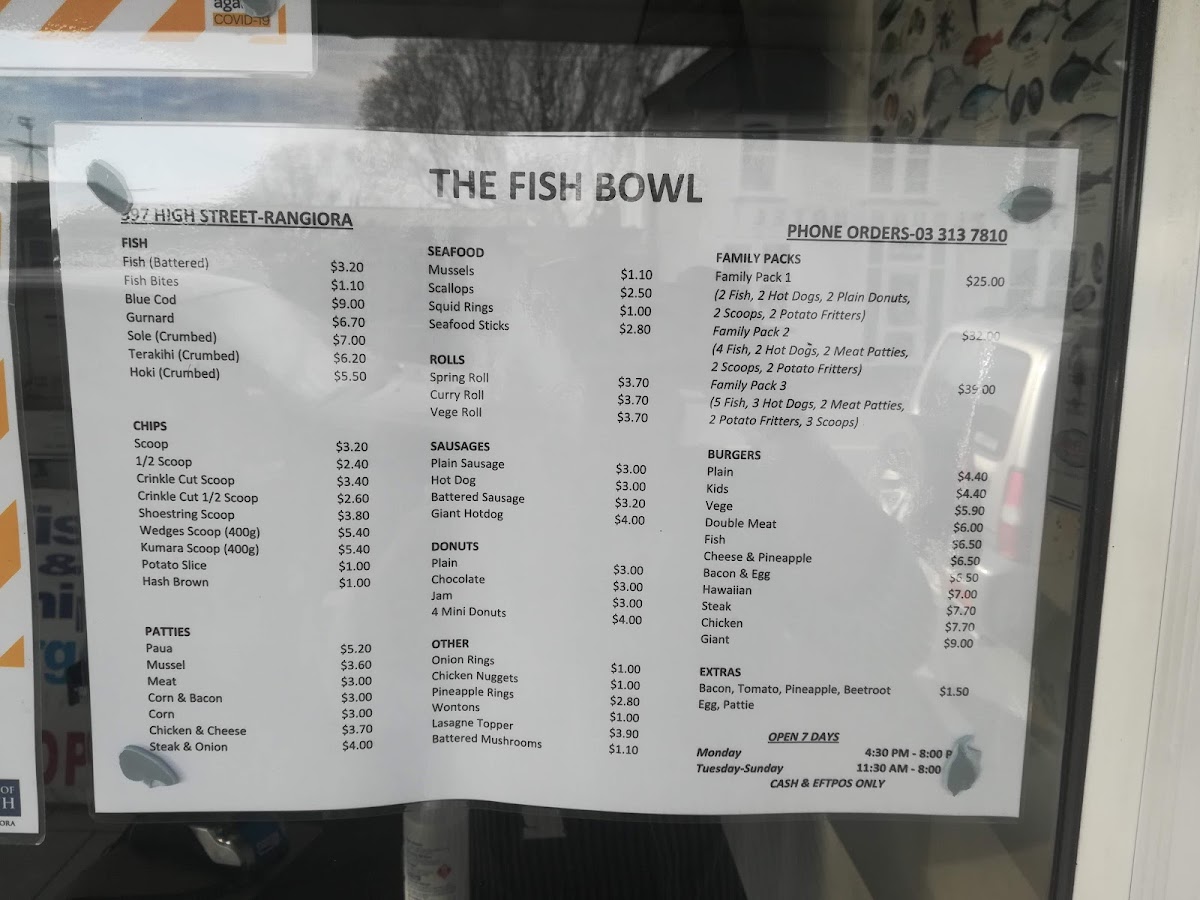 aga
COVID-19
THE FISH BOWL
397 HIGH STREET-RANGIORA
PHONE ORDERS-03 313 7810
FISH
Fish (Battered) $3.20
Fish Bites $1.10
Blue Cod $9.00
Gurnard $6.70
Sole (Crumbed) $7.00
Terakihi (Crumbed) $6.20
Hoki (Crumbed) $5.50
CHIPS
Scoop $3.20
1/2 Scoop $2.40
Crinkle Cut Scoop $3.40
Crinkle Cut 1/2 Scoop $2.60
Shoestring Scoop $3.80
Wedges Scoop (400g) $5.40
Kumara Scoop (400g) $5.40
Potato Slice $1.00
Hash Brown $1.00
PATTIES
Paua $5.20
Mussel $3.60
Meat $3.00
Corn & Bacon $3.00
Corn $3.00
Chicken & Cheese $3.70
Steak & Onion $4.00
SEAFOOD
Mussels $1.10
Scallops $2.50
Squid Rings $1.00
Seafood Sticks $2.80
ROLLS
Spring Roll $3.70
Curry Roll $3.70
Vege Roll $3.70
SAUSAGES
Plain Sausage $3.00
Hot Dog $3.00
Battered Sausage $3.20
Giant Hotdog $4.00
DONUTS
Plain $3.00
Chocolate $3.00
Jam $3.00
4 Mini Donuts $4.00
OTHER
Onion Rings $1.00
Chicken Nuggets $1.00
Pineapple Rings $2.80
Wontons $1.00
Lasagne Topper $3.90
Battered Mushrooms $1.10
FAMILY PACKS
Family Pack 1 $25.00
(2 Fish, 2 Hot Dogs, 2 Plain Donuts,
2 Scoops, 2 Potato Fritters)
Family Pack 2 $32.00
(4 Fish, 2 Hot Dogs, 2 Meat Patties,
2 Scoops, 2 Potato Fritters)
Family Pack 3 $39.00
(5 Fish, 3 Hot Dogs, 2 Meat Patties,
2 Potato Fritters, 3 Scoops)
BURGERS
Plain $4.40
Kids $4.40
Vege $5.90
Double Meat $6.00
Fish $6.50
Cheese & Pineapple $6.50
Bacon & Egg $6.50
Hawaiian $7.00
Steak $7.70
Chicken $7.70
Giant $9.00
EXTRAS
Bacon, Tomato, Pineapple, Beetroot $1.50
Egg, Pattie
OPEN 7 DAYS
Monday 4:30 PM - 8:00 P
Tuesday-Sunday 11:30 AM - 8:00
CASH & EFTPOS ONLY
OF
H
ORA